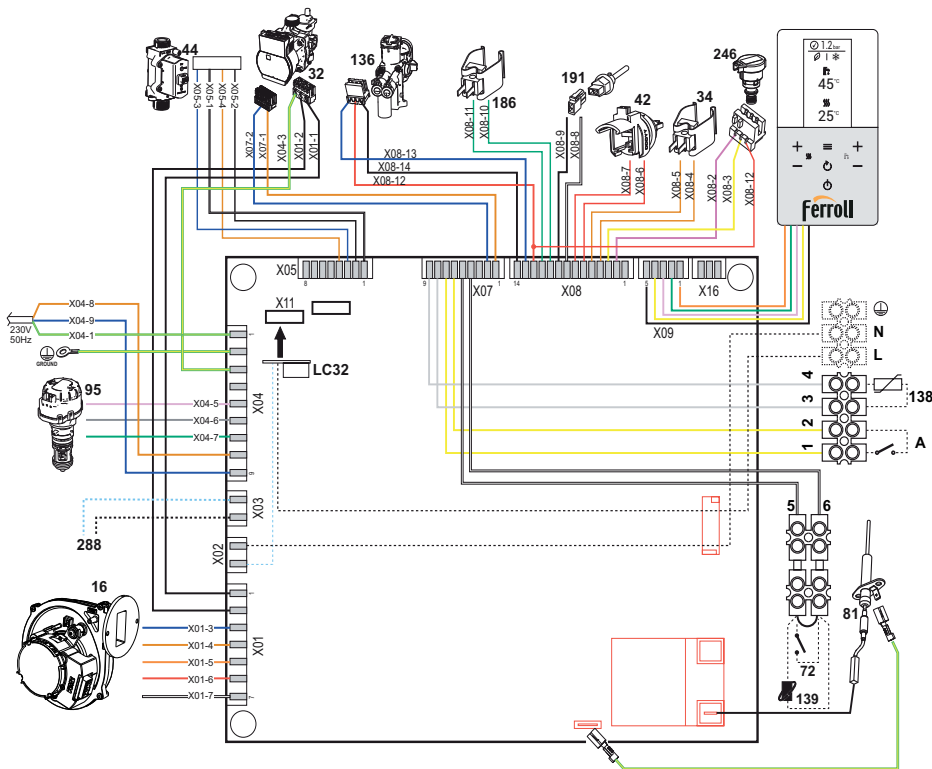 44
32
136
186
191
42
34
246
1.2 bar
45°C
25°C
+ +
- -
Ferroli
X05-3
X05-1
X05-4
X05-2
X07-2
X07-1
X04-3
X01-2
X01-1
X08-13
X08-14
X08-12
X08-11
X08-10
X08-9
X08-8
X08-7
X08-6
X08-5
X08-4
X08-2
X08-3
X08-12
X05
8
1
9
X07
1
14
X08
1
5
1
X09
X16
X11
LC32
X04-8
X04-9
X04-1
230V
50Hz
GROUND
95
X04-5
X04-6
X04-7
1
X04
9
X03
288
X02
16
1
X01-3
X01-4
X01-5
X01-6
X01-7
X01
7
N
L
4
3
2
1
138
A
5
6
72
139
81